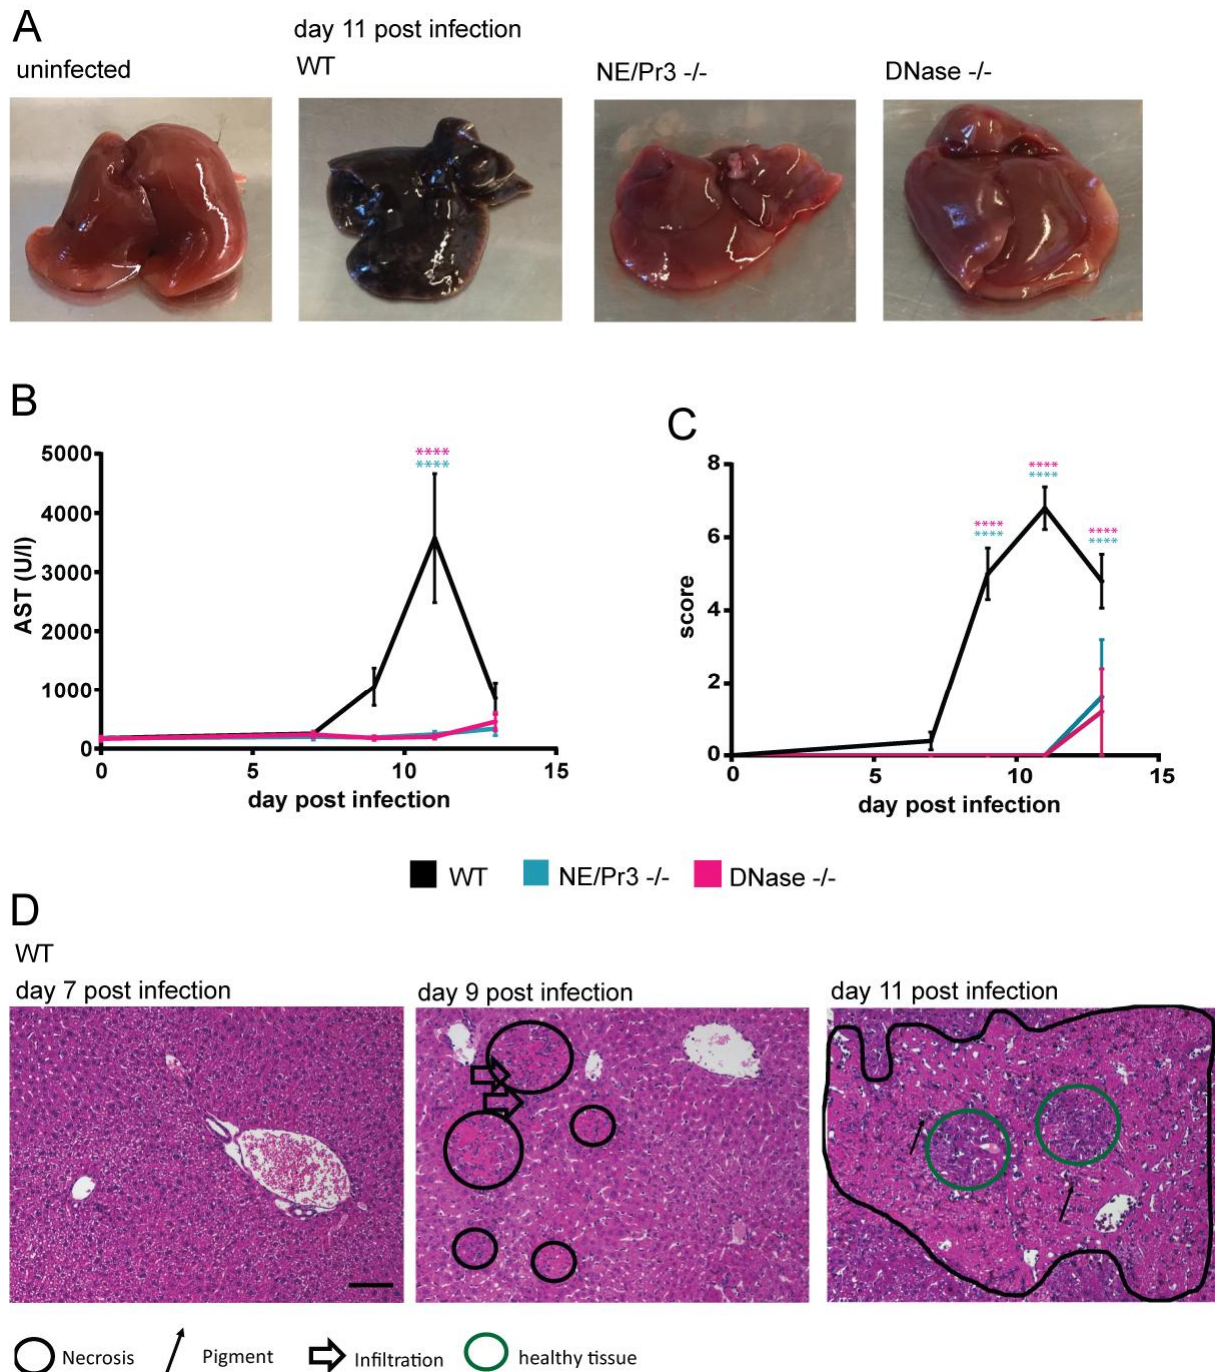 A
day 11 post infection
uninfected
WT
NE/Pr3 -/-
DNase -/-
B
5000
4000
3000
2000
1000
0
AST (U/l)
0
5
10
15
day post infection
****
****
C
8
6
4
2
0
score
0
5
10
15
day post infection
****
****
****
****
****
****
WT
NE/Pr3 -/-
DNase -/-
D
WT
day 7 post infection
day 9 post infection
day 11 post infection
Necrosis
Pigment
Infiltration
healthy tissue